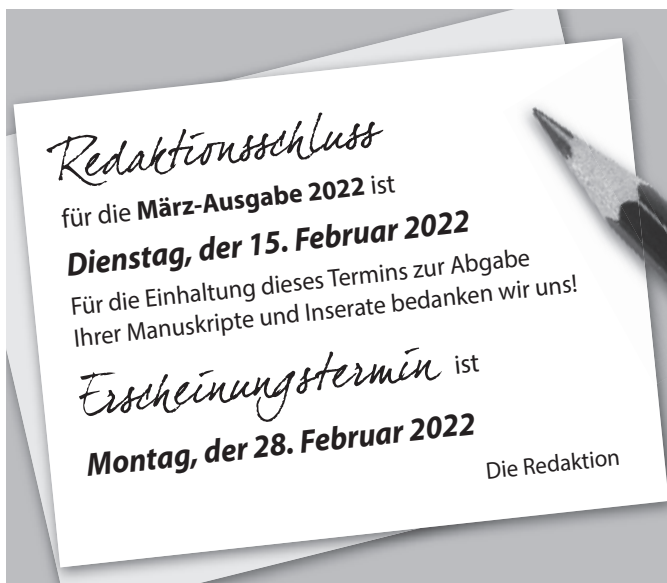 Redaktionsschluss
für die März-Ausgabe 2022 ist
Dienstag, der 15. Februar 2022
Für die Einhaltung dieses Termins zur Abgabe
Ihrer Manuskripte und Inserate bedanken wir uns!
Erscheinungstermin ist
Montag, der 28. Februar 2022
Die Redaktion